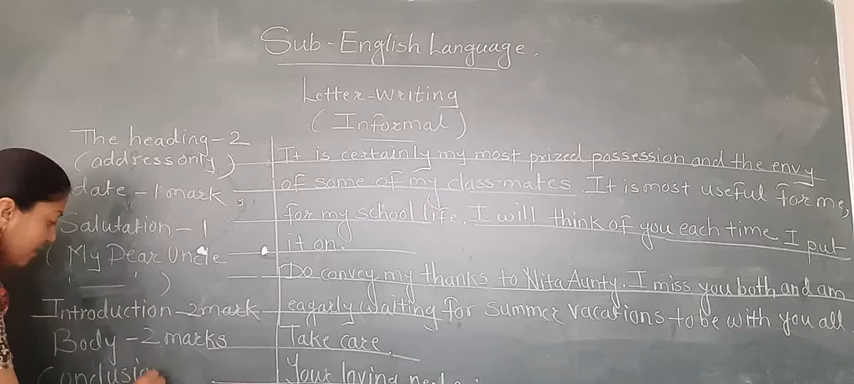 Sub-English Language.
Letter-Writing
(Informal)
The heading-2
(address only)
date-1 mark
Salutation-1
(My Dear Uncle
")
Introduction-2mark
Body-2 marks
Conclusio
It is certainly my most prized possession and the envy
of some of my class-mates. It is most useful for me,
for my school life. I will think of you each time I put
it on.
Do convey my thanks to Nita Aunty. I miss you both and am
eagarly waiting for summer vacations to be with you all.
Take care.
Your loving